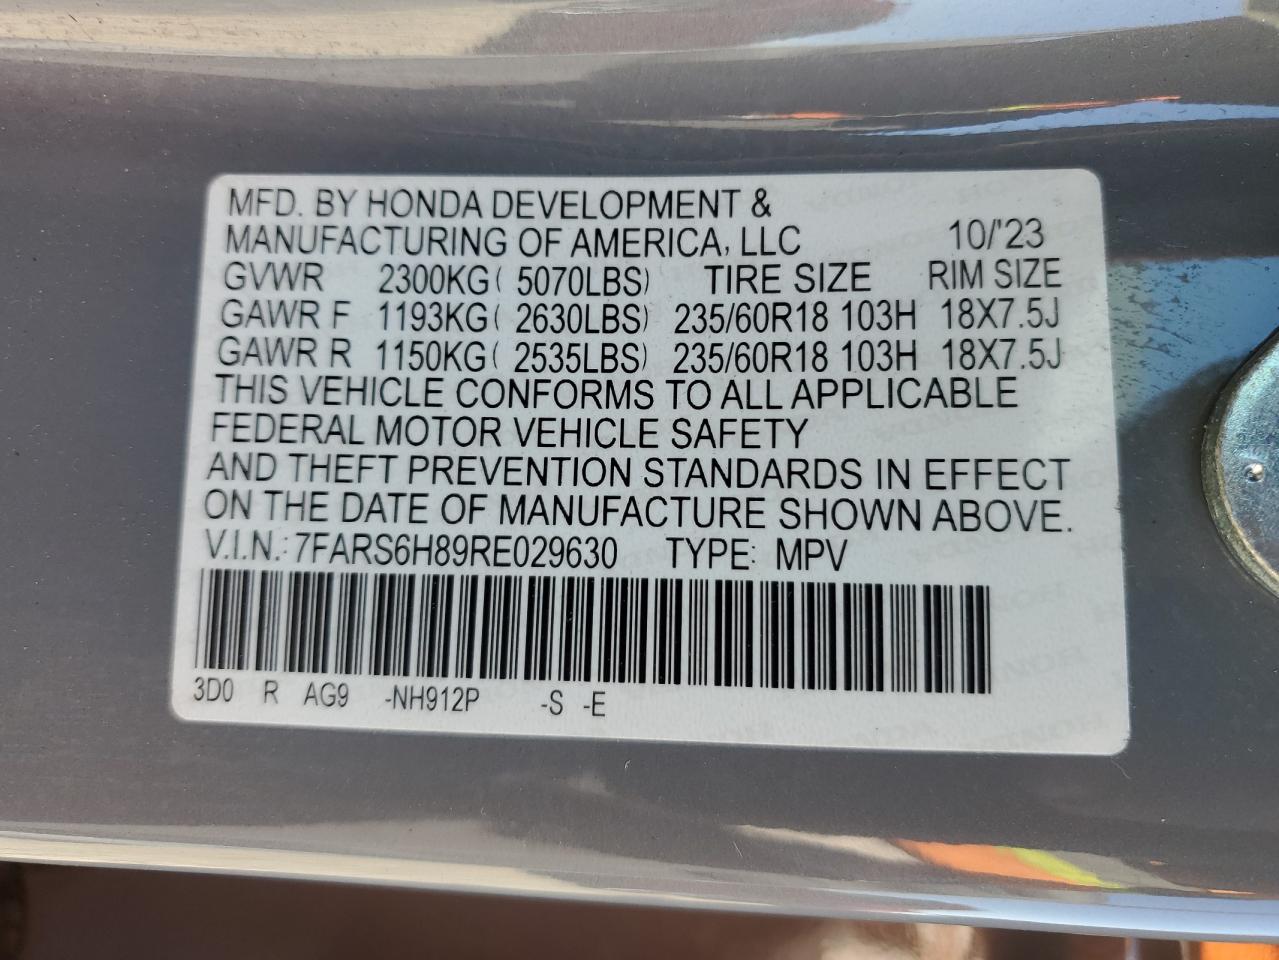 MFD. BY HONDA DEVELOPMENT &
MANUFACTURING OF AMERICA, LLC 10/'23
GVWR 2300KG( 5070LBS) TIRE SIZE RIM SIZE
GAWR F 1193KG( 2630LBS) 235/60R18 103H 18X7.5J
GAWR R 1150KG( 2535LBS) 235/60R18 103H 18X7.5J
THIS VEHICLE CONFORMS TO ALL APPLICABLE
FEDERAL MOTOR VEHICLE SAFETY
AND THEFT PREVENTION STANDARDS IN EFFECT
ON THE DATE OF MANUFACTURE SHOWN ABOVE.
V.I.N.: 7FARS6H89RE029630 TYPE: MPV
3D0 R AG9 -NH912P -S -E